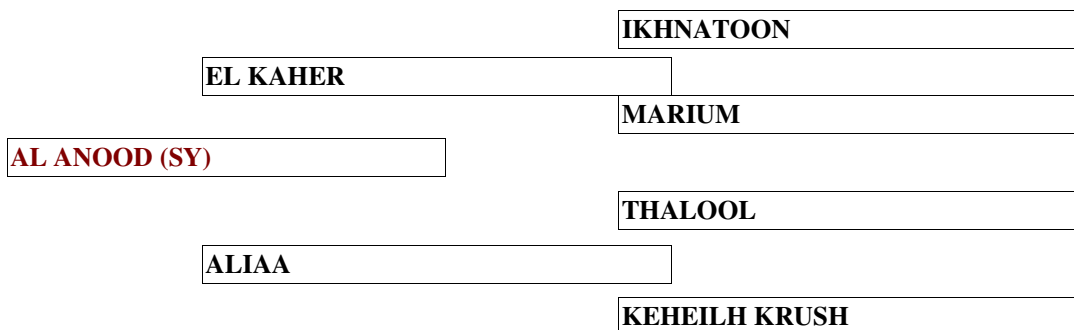 IKHNATOON
EL KAHER
MARIUM
AL ANOOD (SY)
THALOOL
ALIAA
KEHEILH KRUSH